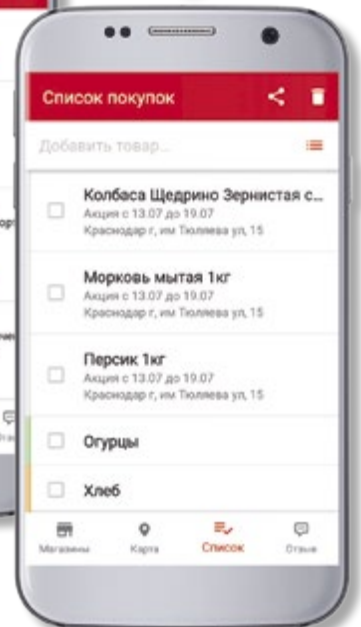 Список покупок
Добавить товар...
Колбаса Щедрино Зернистая с...
Акция с 13.07 до 19.07
Краснодар г, им Тюляева ул, 15
Морковь мытая 1кг
Акция с 13.07 до 19.07
Краснодар г, им Тюляева ул, 15
Персик 1кг
Акция с 13.07 до 19.07
Краснодар г, им Тюляева ул, 15
Огурцы
Хлеб
Магазины Карта Список Отзыв